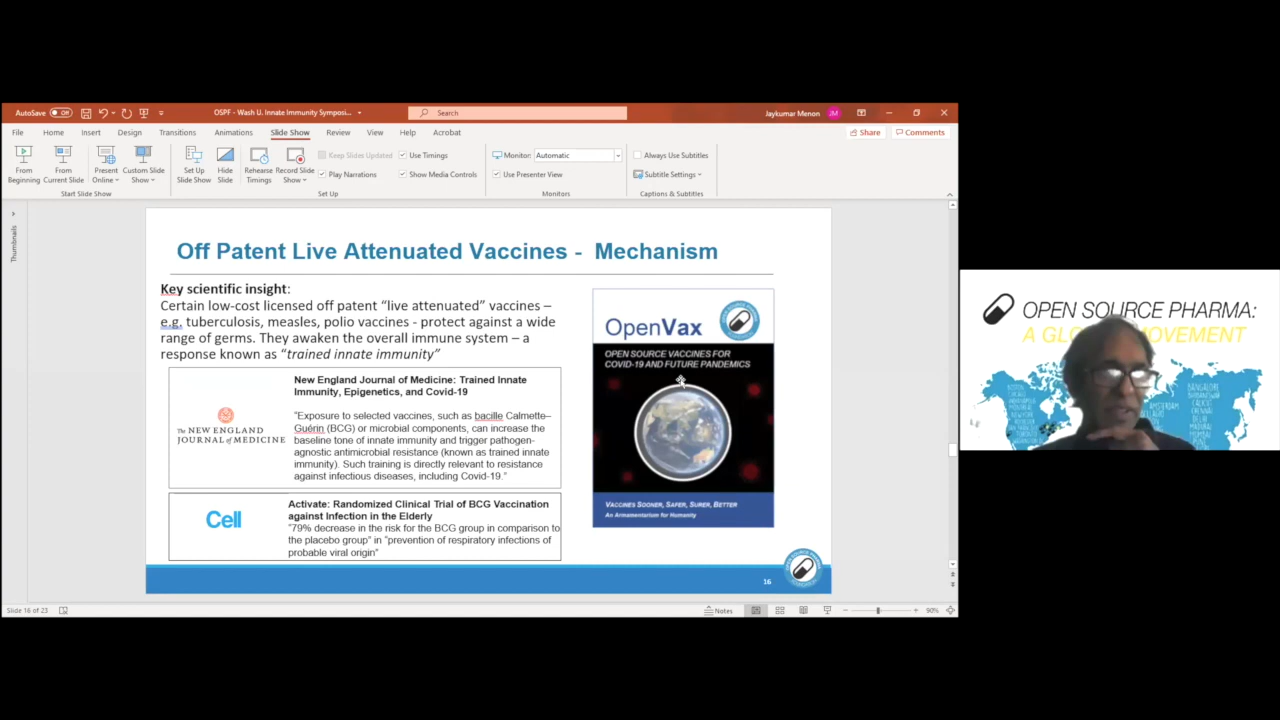 AutoSave Off
OSPF - Wash U. Innate Immunity Symposi...
Search
Jaykumar Menon JM
File Home Insert Design Transitions Animations Slide Show Review View Help Acrobat
Share Comments
From Beginning
From Current Slide
Present Online
Custom Slide Show
Start Slide Show
Set Up Slide Show
Hide Slide
Rehearse Timings
Record Slide Show
Keep Slides Updated
Play Narrations
Use Timings
Show Media Controls
Set Up
Monitor: Automatic
Use Presenter View
Monitors
Always Use Subtitles
Subtitle Settings
Captions & Subtitles
Thumbnails
Off Patent Live Attenuated Vaccines - Mechanism
Key scientific insight:
Certain low-cost licensed off patent “live attenuated” vaccines –
e.g. tuberculosis, measles, polio vaccines - protect against a wide
range of germs. They awaken the overall immune system – a
response known as “trained innate immunity”
The NEW ENGLAND
JOURNAL of MEDICINE
New England Journal of Medicine: Trained Innate
Immunity, Epigenetics, and Covid-19
“Exposure to selected vaccines, such as bacille Calmette–
Guérin (BCG) or microbial components, can increase the
baseline tone of innate immunity and trigger pathogen-
agnostic antimicrobial resistance (known as trained innate
immunity). Such training is directly relevant to resistance
against infectious diseases, including Covid-19.”
Cell
Activate: Randomized Clinical Trial of BCG Vaccination
against Infection in the Elderly
“79% decrease in the risk for the BCG group in comparison to
the placebo group” in “prevention of respiratory infections of
probable viral origin”
OpenVax
OPEN SOURCE VACCINES FOR
COVID-19 AND FUTURE PANDEMICS
VACCINES SOONER, SAFER, SURER, BETTER
An Armamentarium for Humanity
16
OPEN SOURCE PHARMA
Slide 16 of 23
Notes
90%
OPEN SOURCE PHARMA:
A GLO
MOVEMENT
AMSTERDAM
BANGALORE
CHENNAI
DELHI